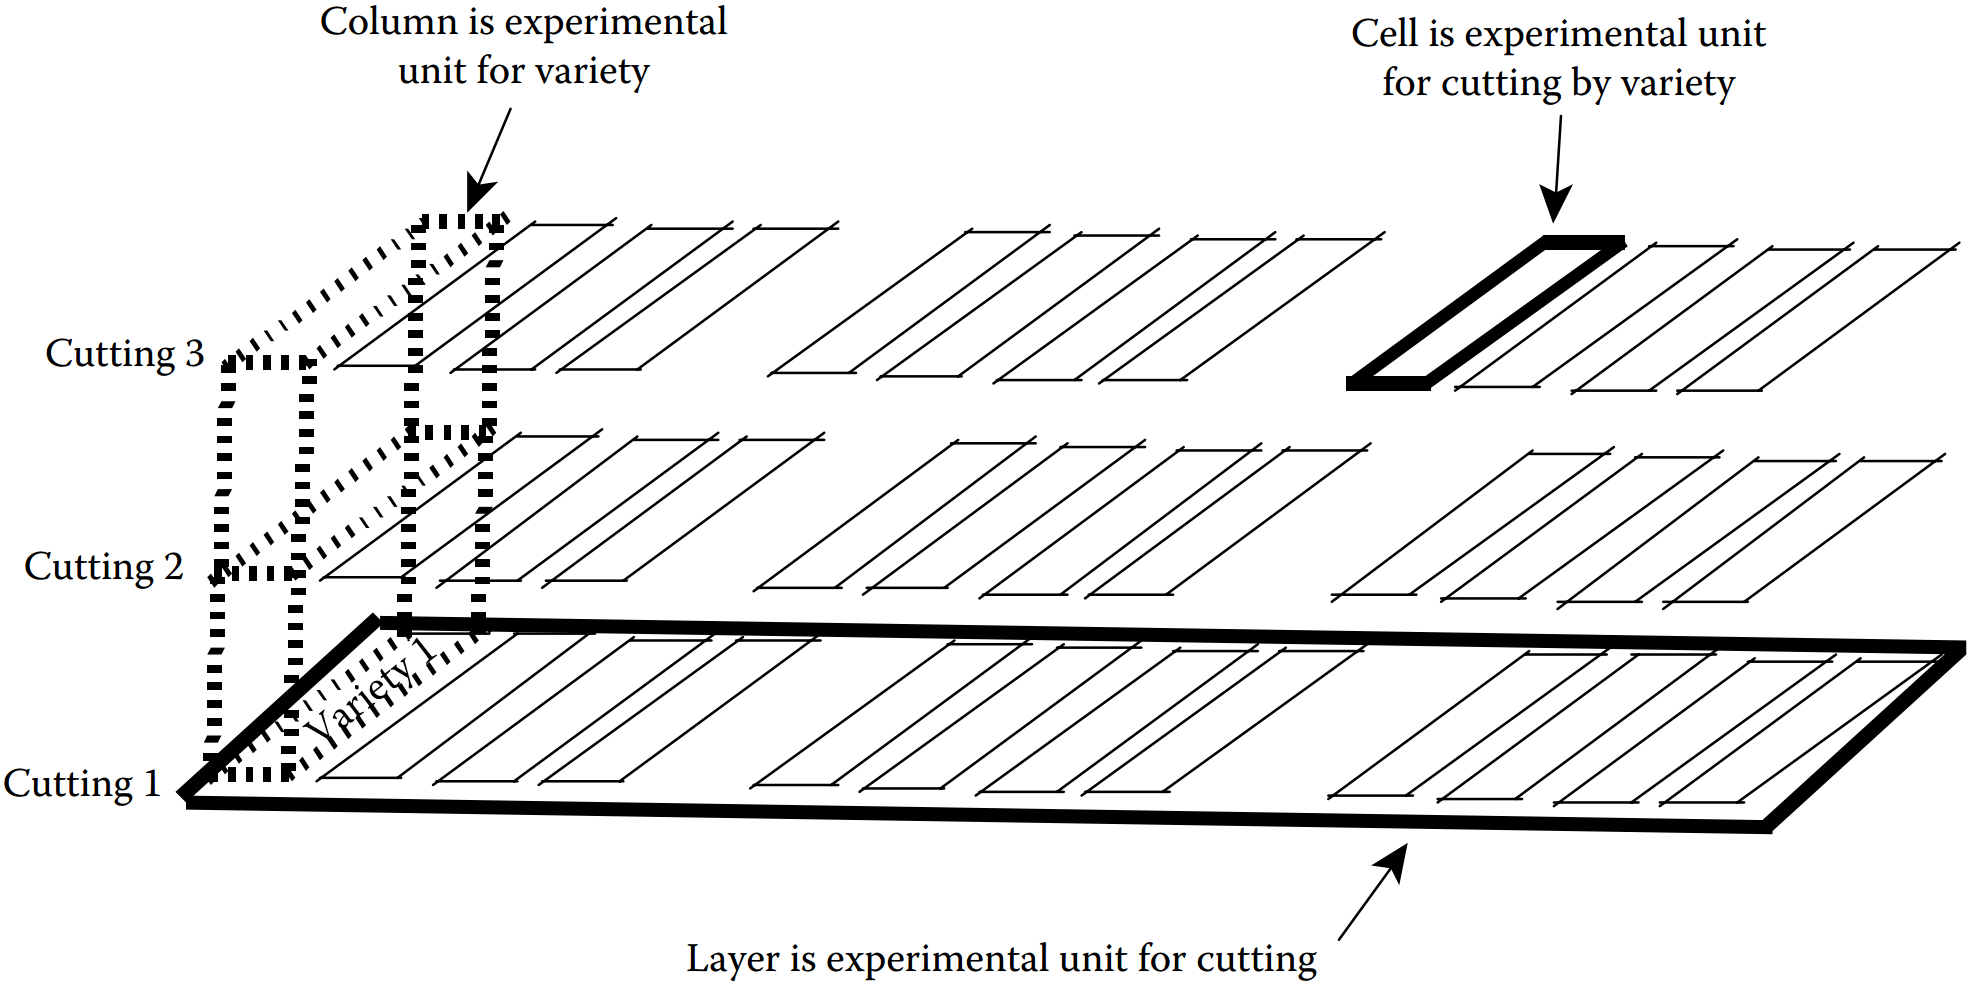 Column is experimental
unit for variety
Cell is experimental unit
for cutting by variety
Cutting 3
Cutting 2
Variety 1
Cutting 1
Layer is experimental unit for cutting